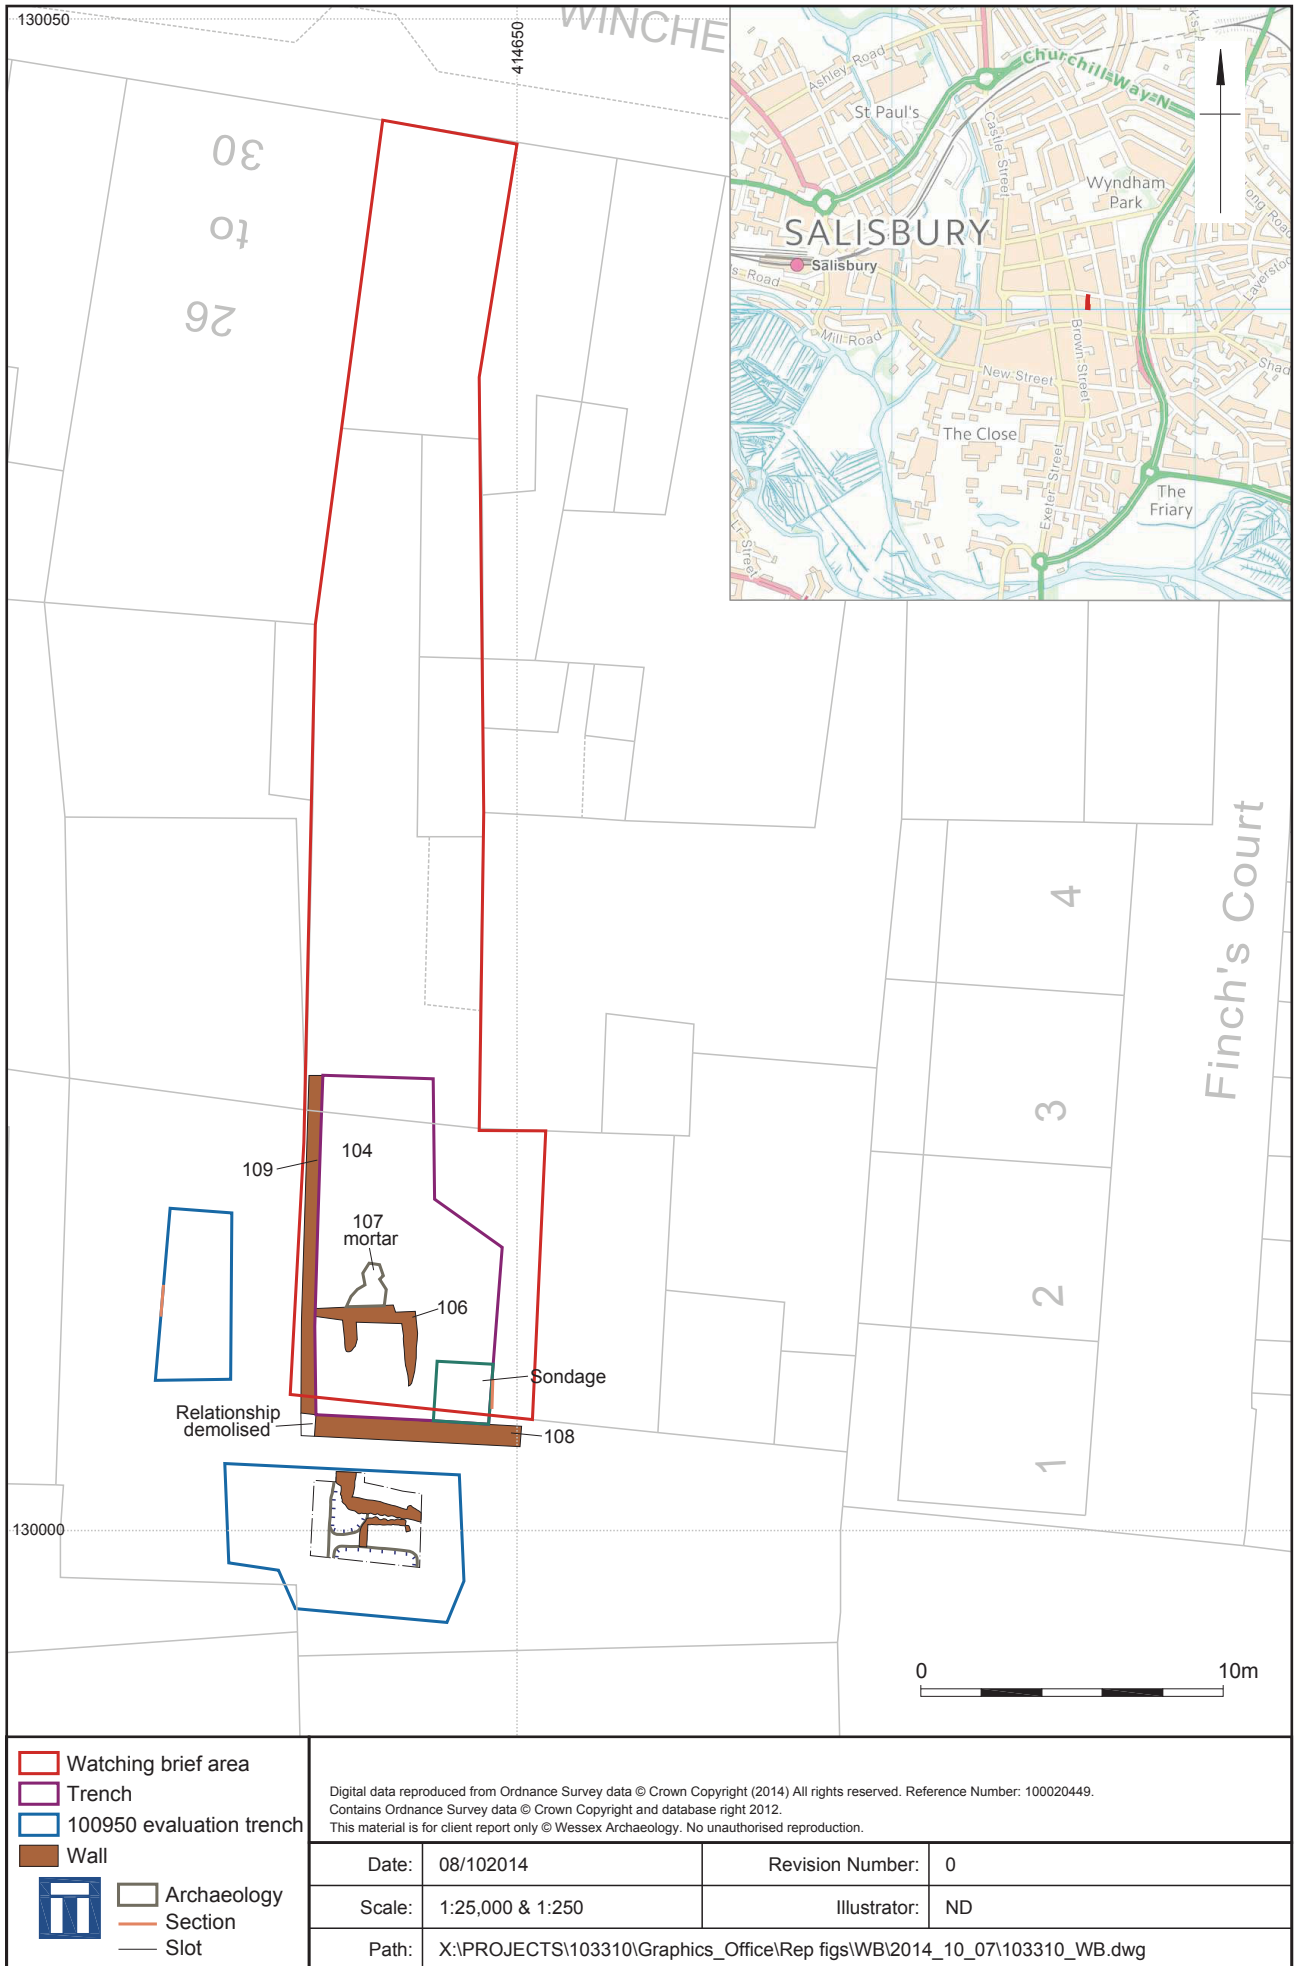 130050
414650
WINCHE
30
to
26
Ashley Road
St Paul's
Churchill Way N
Castle Street
Wyndham
Park
SALISBURY
Salisbury
Mill Road
Brown Street
New Street
The Close
Exeter Street
The
Friary
Finch's Court
4
3
2
1
104
109
107
mortar
106
Sondage
Relationship
demolised
108
130000
0 10m
Watching brief area
Trench
100950 evaluation trench
Wall
Archaeology
Section
Slot
Digital data reproduced from Ordnance Survey data © Crown Copyright (2014) All rights reserved. Reference Number: 100020449.
Contains Ordnance Survey data © Crown Copyright and database right 2012.
This material is for client report only © Wessex Archaeology. No unauthorised reproduction.
Date: 08/102014 Revision Number: 0
Scale: 1:25,000 & 1:250 Illustrator: ND
Path: X:\PROJECTS\103310\Graphics_Office\Rep figs\WB\2014_10_07\103310_WB.dwg